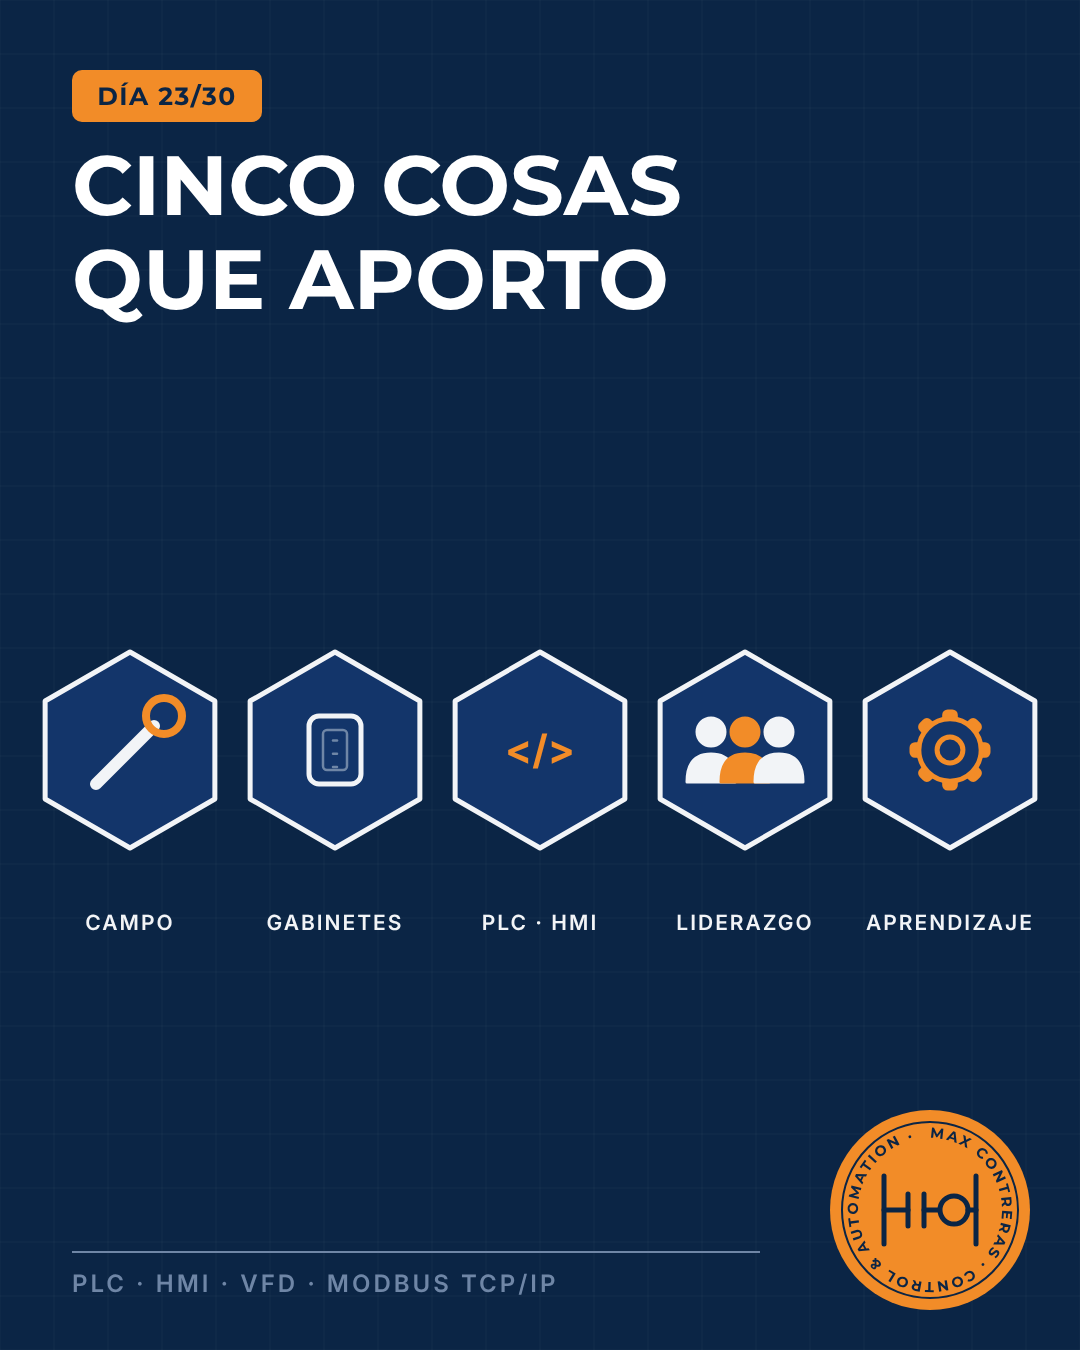 DÍA 23/30
CINCO COSAS
QUE APORTO
</>
CAMPO
GABINETES
PLC · HMI
LIDERAZGO
APRENDIZAJE
MAX CONTRERAS · CONTROL & AUTOMATION ·
PLC · HMI · VFD · MODBUS TCP/IP